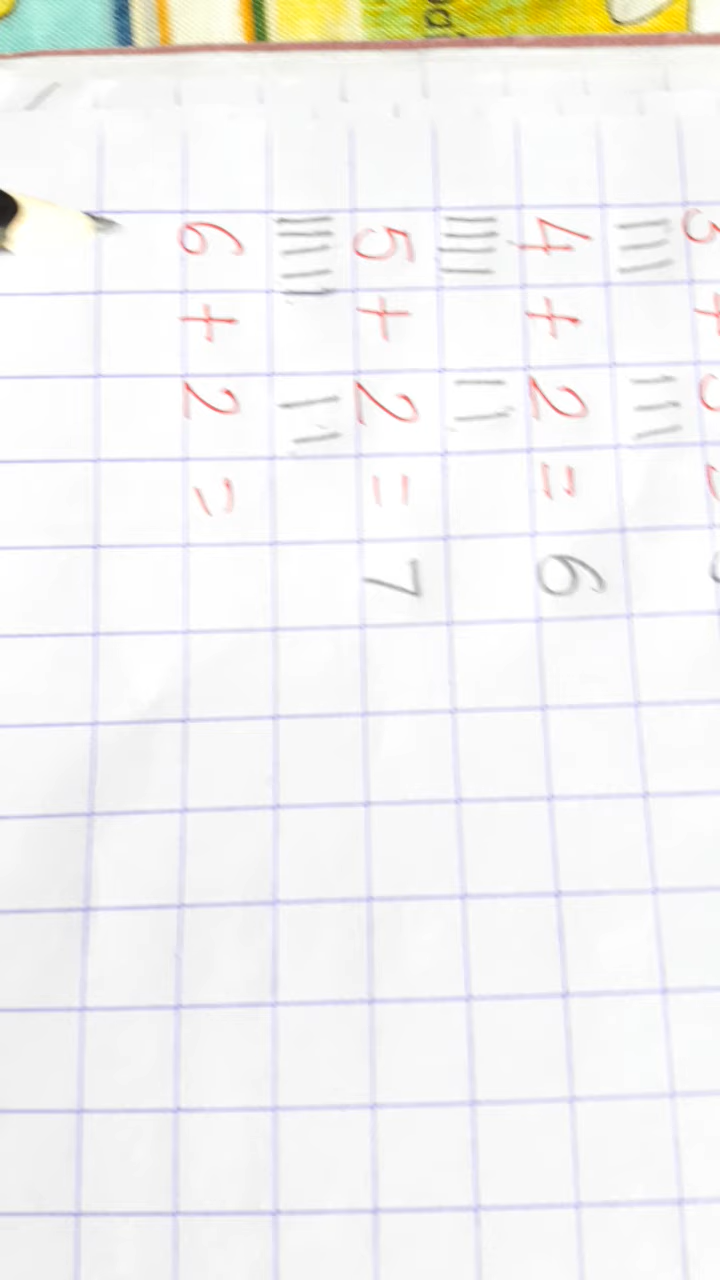 ||| |||
4 + 2 = 6
|||| ||
5 + 2 = 7
||||| ||
6 + 2 =